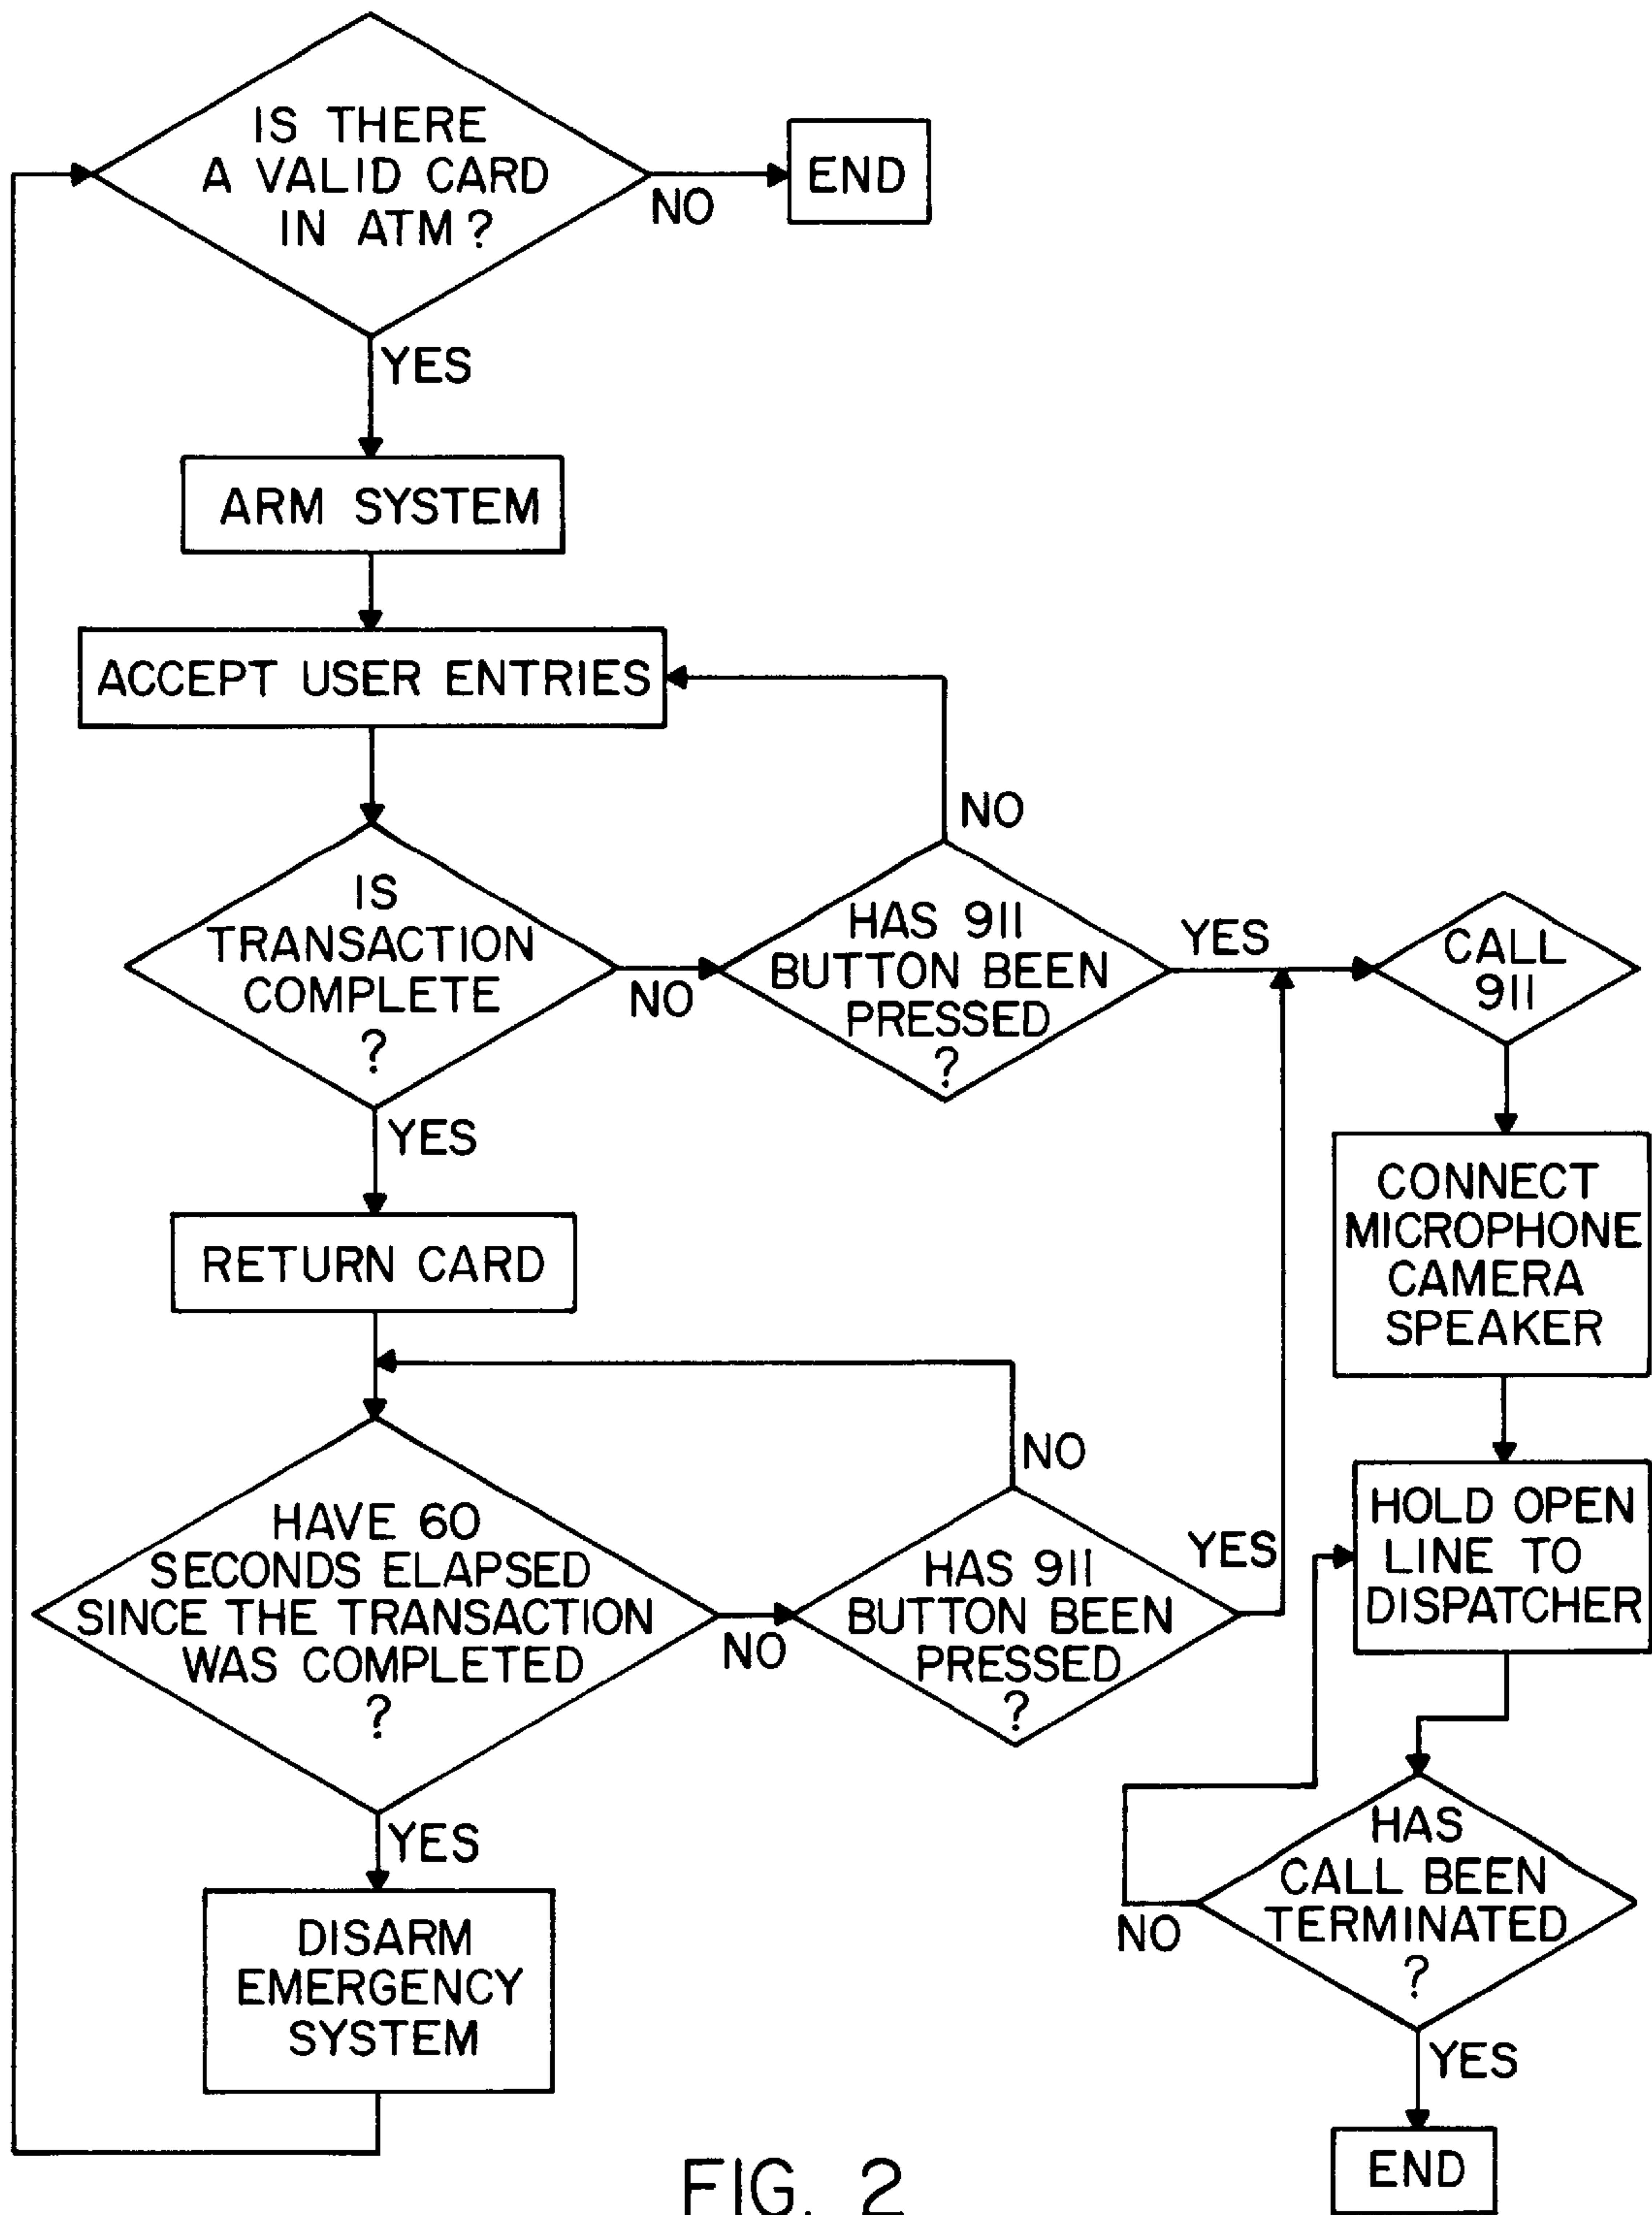 IS THERE
A VALID CARD
IN ATM?
NO
END
YES
ARM SYSTEM
ACCEPT USER ENTRIES
NO
IS
TRANSACTION
COMPLETE
?
NO
HAS 911
BUTTON BEEN
PRESSED
?
YES
CALL
911
YES
CONNECT
MICROPHONE
CAMERA
SPEAKER
RETURN CARD
NO
HAVE 60
SECONDS ELAPSED
SINCE THE TRANSACTION
WAS COMPLETED
?
NO
HAS 911
BUTTON BEEN
PRESSED
?
YES
HOLD OPEN
LINE TO
DISPATCHER
YES
DISARM
EMERGENCY
SYSTEM
HAS
CALL BEEN
TERMINATED
?
NO
YES
END
FIG. 2